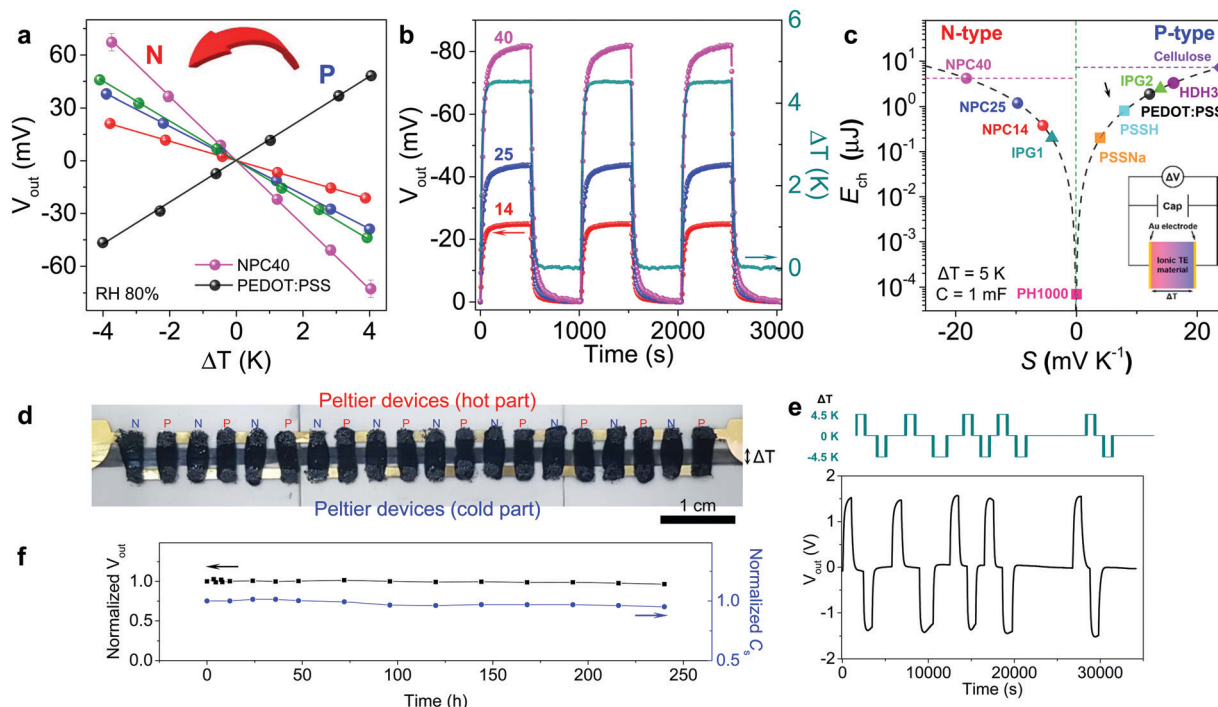 a
N
P
V_out (mV)
60
30
0
-30
-60
NPC40
PEDOT:PSS
RH 80%
-4 -2 0 2 4
ΔT (K)
b
V_out (mV)
-80
-60
-40
-20
0
40
25
14
6
4
2
0
ΔT (K)
0 1000 2000 3000
Time (s)
c
N-type
P-type
E_ch (µJ)
10¹
10⁰
10⁻¹
10⁻²
10⁻³
10⁻⁴
NPC40
NPC25
NPC14
IPG1
Cellulose
IPG2
HDH3
PEDOT:PSS
PSSH
PSSNa
PH1000
ΔT = 5 K
C = 1 mF
ΔV
Cap
Au electrode
Ionic TE
material
ΔT
-20 -10 0 10 20
S (mV K⁻¹)
d
Peltier devices (hot part)
N P N P N P N P N P N P N P N P N P N P
Peltier devices (cold part)
ΔT
1 cm
e
ΔT
4.5 K
0 K
-4.5 K
V_out (V)
2
1
0
-1
-2
0 10000 20000 30000
Time (s)
f
Normalized V_out
1.0
0.5
0.0
Normalized C_s
1.0
0.5
0 50 100 150 200 250
Time (h)